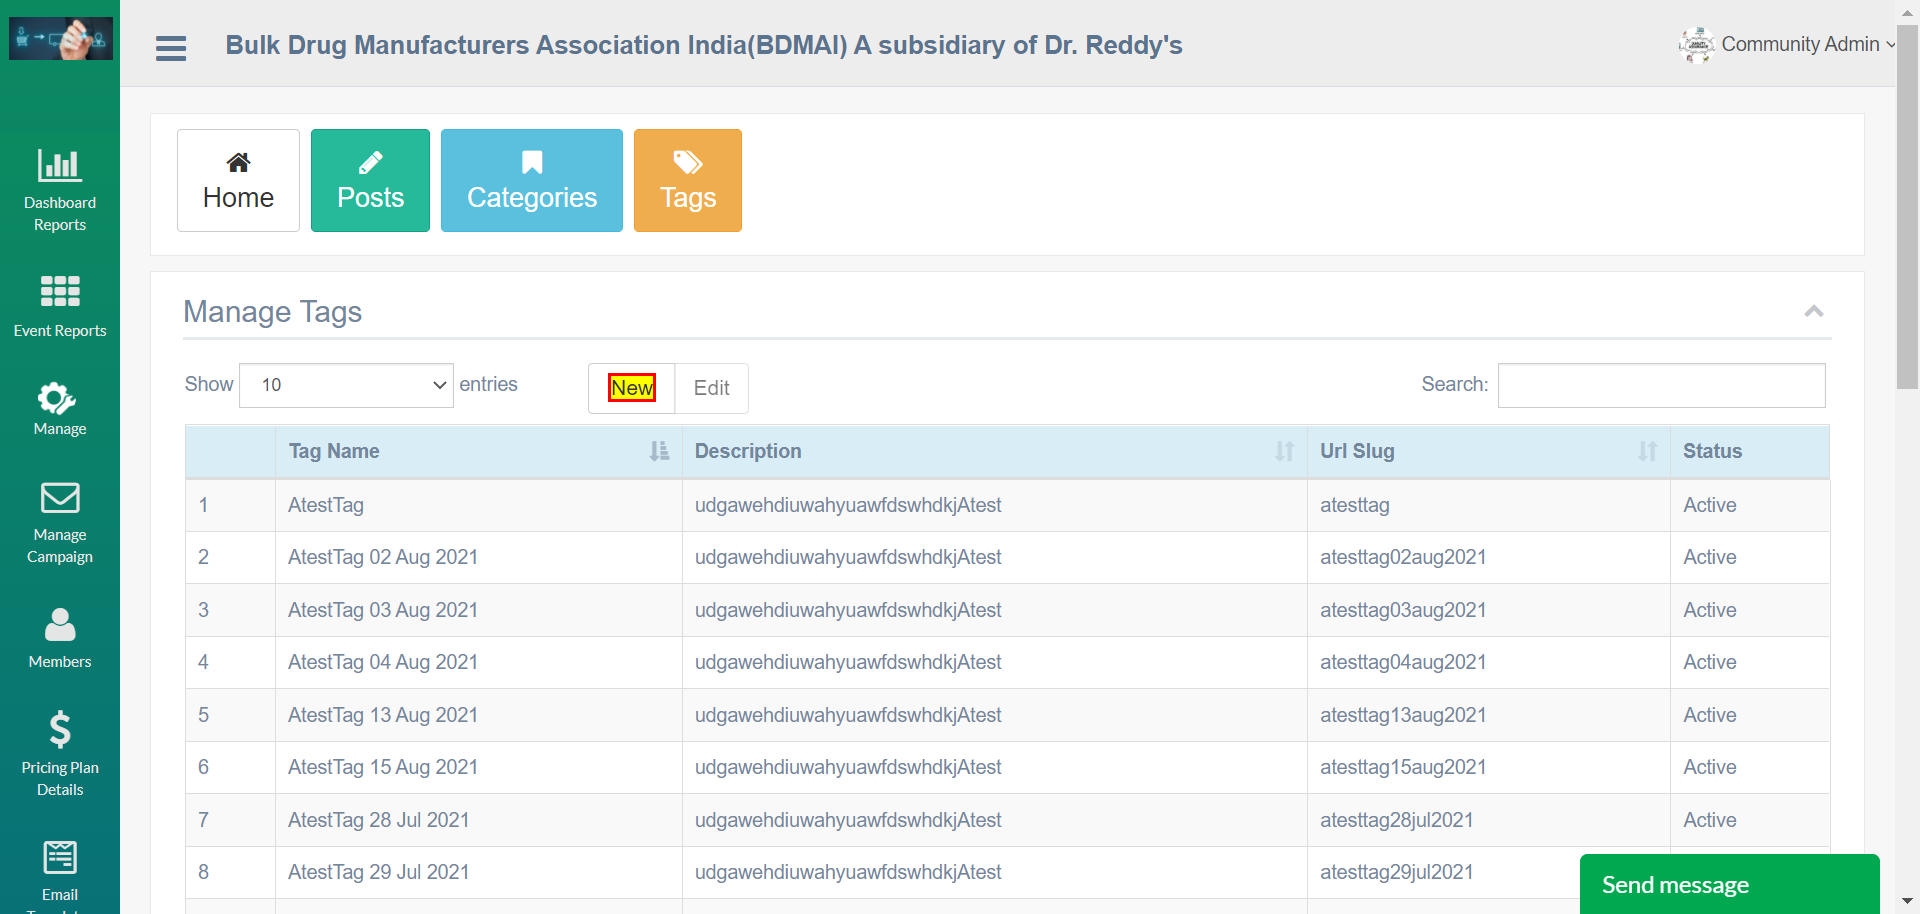 Bulk Drug Manufacturers Association India(BDMAI) A subsidiary of Dr. Reddy's
Community Admin
Dashboard
Reports
Event Reports
Manage
Manage
Campaign
Members
Pricing Plan
Details
Email
Home
Posts
Categories
Tags
Manage Tags
Show 10 entries
New
Edit
Search:
Tag Name Description Url Slug Status
1 AtestTag udgawehdiuwahyuawfdswhdkjAtest atesttag Active
2 AtestTag 02 Aug 2021 udgawehdiuwahyuawfdswhdkjAtest atesttag02aug2021 Active
3 AtestTag 03 Aug 2021 udgawehdiuwahyuawfdswhdkjAtest atesttag03aug2021 Active
4 AtestTag 04 Aug 2021 udgawehdiuwahyuawfdswhdkjAtest atesttag04aug2021 Active
5 AtestTag 13 Aug 2021 udgawehdiuwahyuawfdswhdkjAtest atesttag13aug2021 Active
6 AtestTag 15 Aug 2021 udgawehdiuwahyuawfdswhdkjAtest atesttag15aug2021 Active
7 AtestTag 28 Jul 2021 udgawehdiuwahyuawfdswhdkjAtest atesttag28jul2021 Active
8 AtestTag 29 Jul 2021 udgawehdiuwahyuawfdswhdkjAtest atesttag29jul2021
Send message